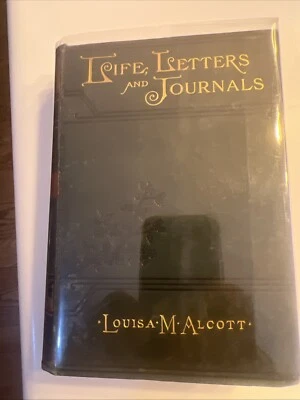 LIFE, LETTERS
AND JOURNALS
·LOUISA·M·ALCOTT·